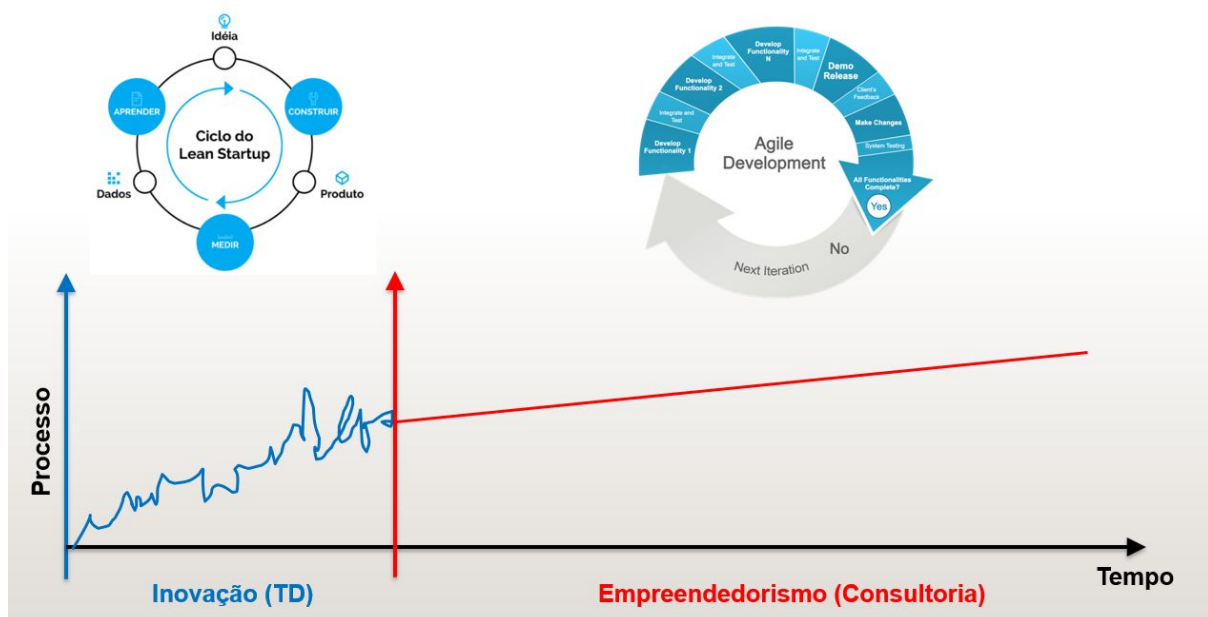 Idéia
APRENDER
CONSTRUIR
Ciclo do
Lean Startup
Dados
Produto
MEDIR
Develop
Functionality 1
Integrate and
Test
Develop
Functionality 2
Integrate
and Test
Develop
Functionality
N
Integrate
and Test
Demo
Release
Client's
Feedback
Make Changes
System Testing
All Functionalities
Complete?
Yes
No
Next Iteration
Agile
Development
Processo
Tempo
Inovação (TD)
Empreendedorismo (Consultoria)